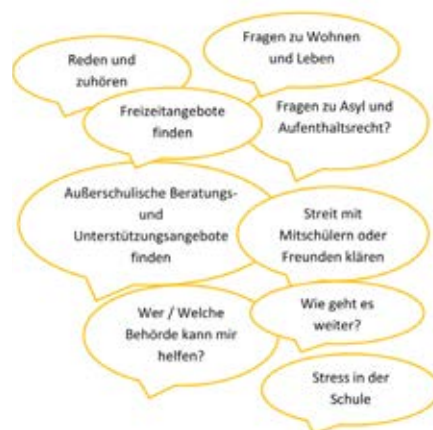 Fragen zu Wohnen
und Leben
Reden und
zuhören
Freizeitangebote
finden
Fragen zu Asyl und
Aufenthaltsrecht?
Außerschulische Beratungs-
und
Unterstützungsangebote
finden
Streit mit
Mitschülern oder
Freunden klären
Wer / Welche
Behörde kann mir
helfen?
Wie geht es
weiter?
Stress in der
Schule